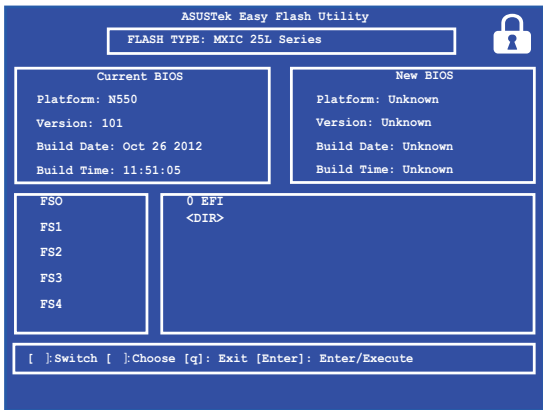 ASUSTek Easy Flash Utility
FLASH TYPE: MXIC 25L Series
Current BIOS
Platform: N550
Version: 101
Build Date: Oct 26 2012
Build Time: 11:51:05
New BIOS
Platform: Unknown
Version: Unknown
Build Date: Unknown
Build Time: Unknown
FSO
FS1
FS2
FS3
FS4
0 EFI
<DIR>
[ ]:Switch [ ]:Choose [q]: Exit [Enter]: Enter/Execute